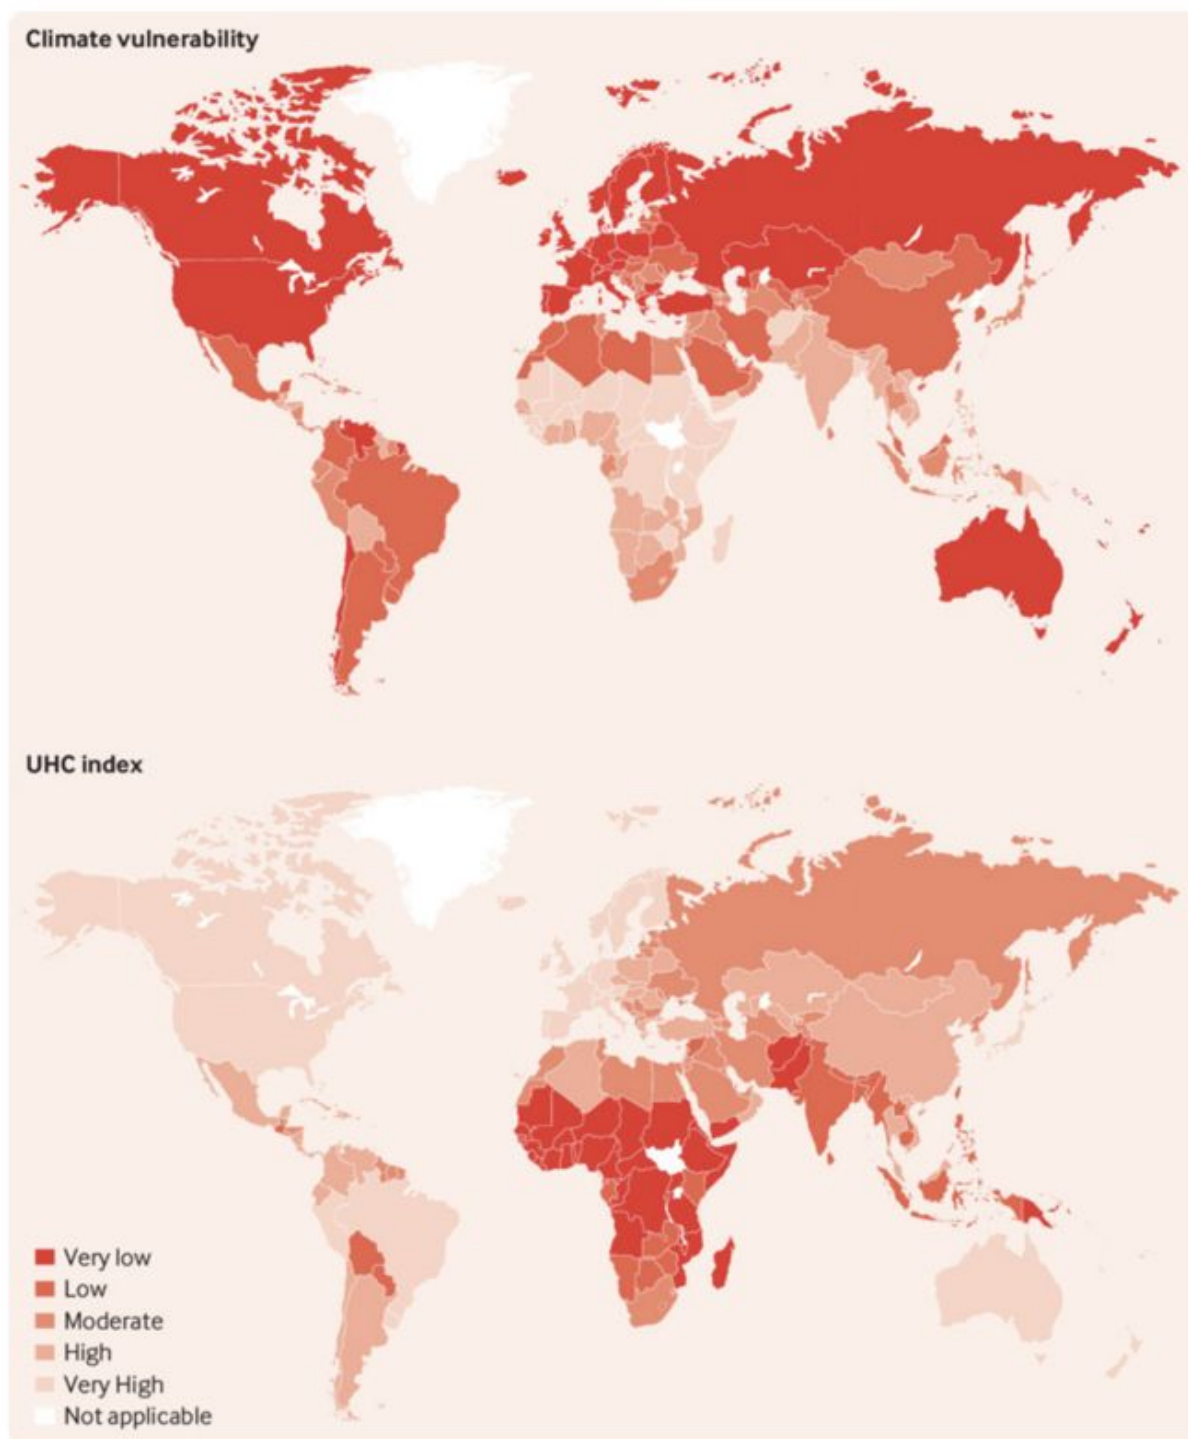 Climate vulnerability
UHC index
Very low
Low
Moderate
High
Very High
Not applicable